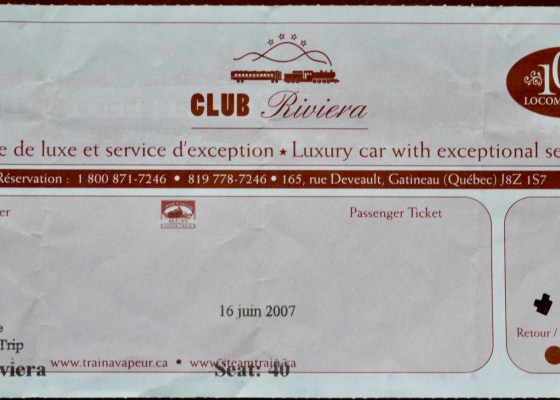 CLUB Riviera
10
LOCOM
e de luxe et service d'exception ★ Luxury car with exceptional se
Réservation : 1 800 871-7246 • 819 778-7246 • 165, rue Deveault, Gatineau (Québec) J8Z 1S7
er
Passenger Ticket
16 juin 2007
e
Trip
Retour /
www.trainavapeur.ca • www.steamtrain.ca
viera
Seat: 40